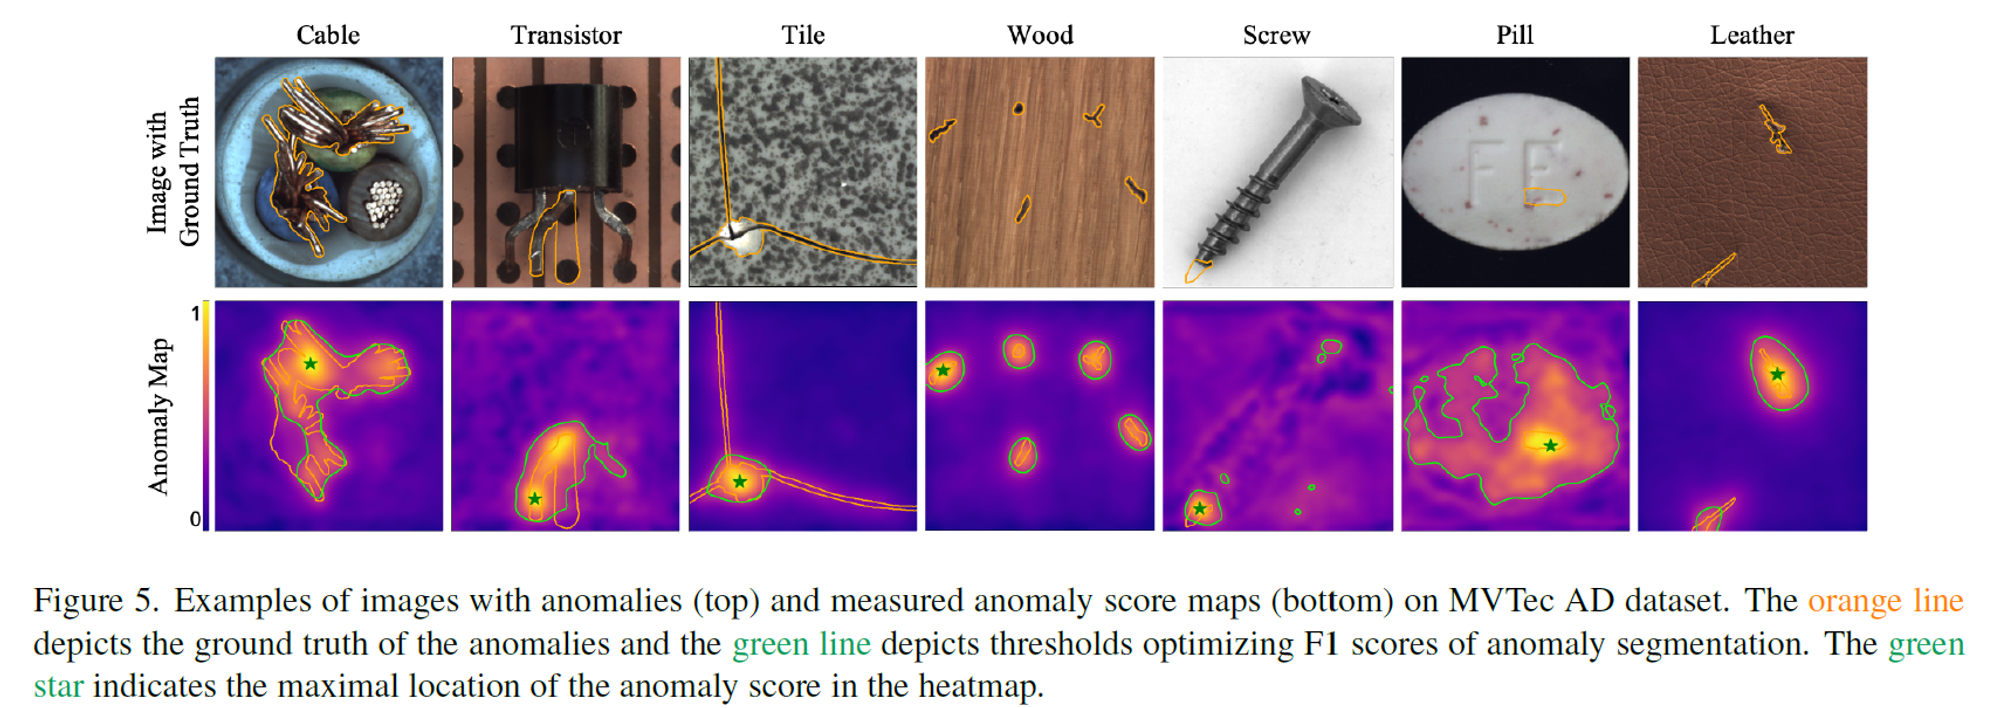 Cable Transistor Tile Wood Screw Pill Leather
Image with
Ground Truth
FE
Anomaly Map
1
0
Figure 5. Examples of images with anomalies (top) and measured anomaly score maps (bottom) on MVTec AD dataset. The orange line
depicts the ground truth of the anomalies and the green line depicts thresholds optimizing F1 scores of anomaly segmentation. The green
star indicates the maximal location of the anomaly score in the heatmap.